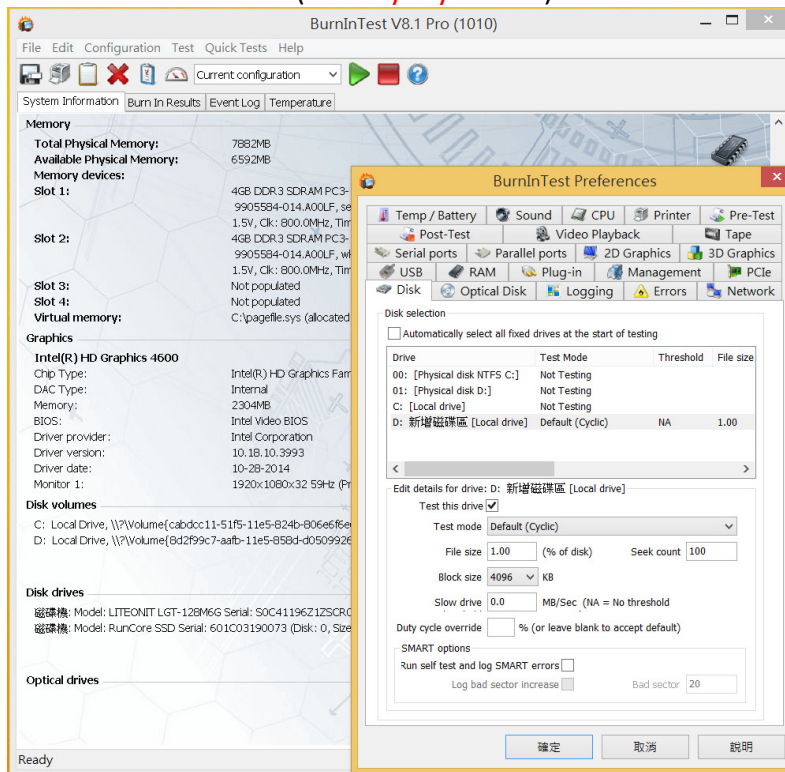 BurnInTest V8.1 Pro (1010)
File Edit Configuration Test Quick Tests Help
Current configuration
System Information Burn In Results Event Log Temperature
Memory
Total Physical Memory: 7882MB
Available Physical Memory: 6592MB
Memory devices:
Slot 1: 4GB DDR3 SDRAM PC3-
9905584-014.A00LF, se
1.5V, Clk: 800.0MHz, Tim
Slot 2: 4GB DDR3 SDRAM PC3-
9905584-014.A00LF, wl
1.5V, Clk: 800.0MHz, Tim
Slot 3: Not populated
Slot 4: Not populated
Virtual memory: C:\pagefile.sys (allocated
Graphics
Intel(R) HD Graphics 4600
Chip Type: Intel(R) HD Graphics Fam
DAC Type: Internal
Memory: 2304MB
BIOS: Intel Video BIOS
Driver provider: Intel Corporation
Driver version: 10.18.10.3993
Driver date: 10-28-2014
Monitor 1: 1920x1080x32 59Hz (Pr
Disk volumes
C: Local Drive, \\?\Volume{cabdcc11-51f5-11e5-824b-806e6f6e
D: Local Drive, \\?\Volume{8d2f99c7-aafb-11e5-858d-d0509926
Disk drives
磁碟機: Model: LITEONIT LGT-128M6G Serial: S0C41196Z1ZSCRC
磁碟機: Model: RunCore SSD Serial: 601C03190073 (Disk: 0, Size
Optical drives
Ready
BurnInTest Preferences
Temp / Battery Sound CPU Printer Pre-Test
Post-Test Video Playback Tape
Serial ports Parallel ports 2D Graphics 3D Graphics
USB RAM Plug-in Management PCIe
Disk Optical Disk Logging Errors Network
Disk selection
Automatically select all fixed drives at the start of testing
Drive Test Mode Threshold File size
00: [Physical disk NTFS C:] Not Testing
01: [Physical disk D:] Not Testing
C: [Local drive] Not Testing
D: 新增磁碟區 [Local drive] Default (Cyclic) NA 1.00
Edit details for drive: D: 新增磁碟區 [Local drive]
Test this drive
Test mode Default (Cyclic)
File size 1.00 (% of disk) Seek count 100
Block size 4096 KB
Slow drive 0.0 MB/Sec (NA = No threshold
Duty cycle override % (or leave blank to accept default)
SMART options
Run self test and log SMART errors
Log bad sector increase Bad sector 20
確定 取消 說明